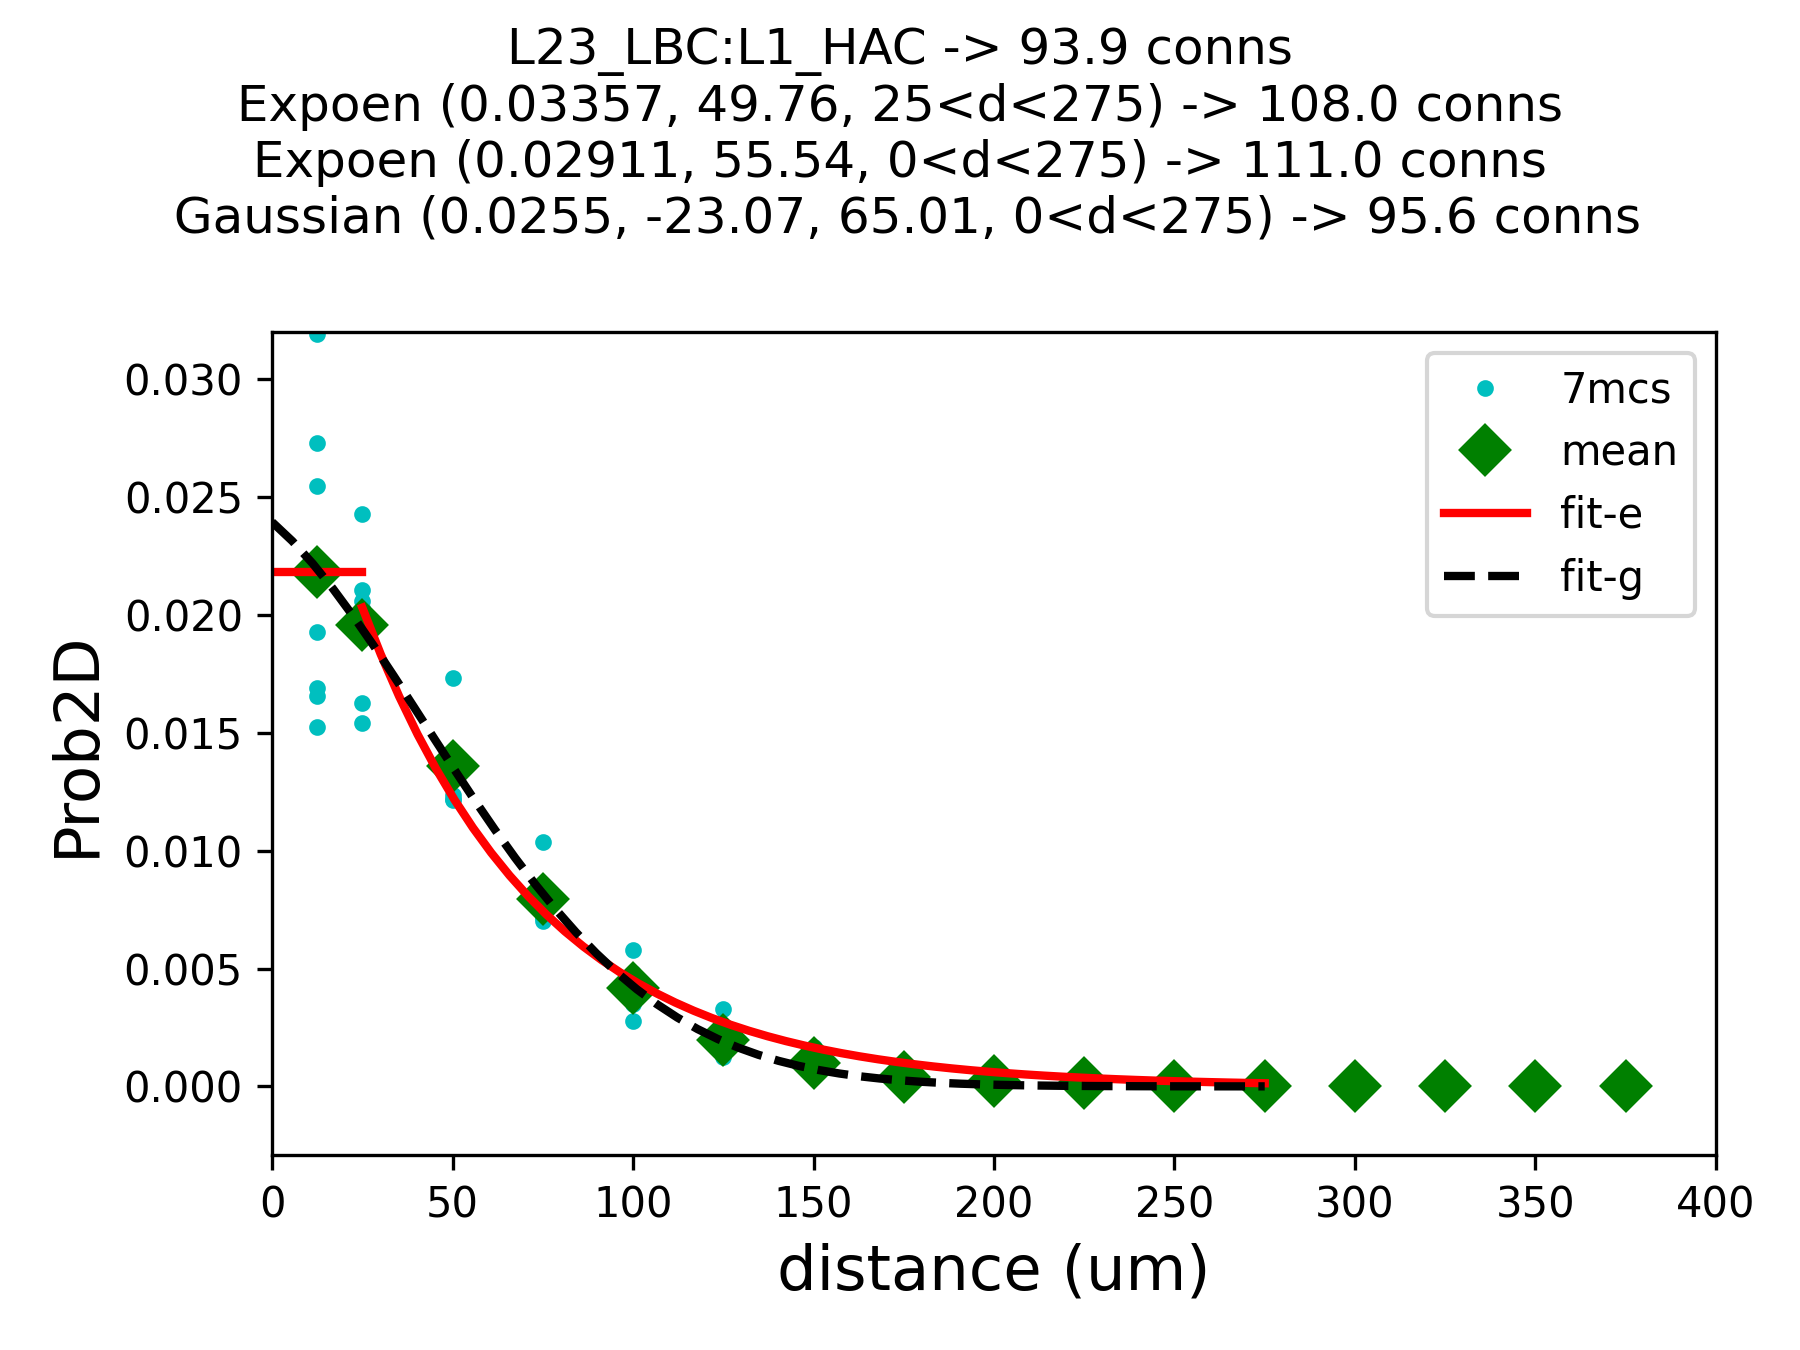 L23_LBC:L1_HAC -> 93.9 conns
Expoen (0.03357, 49.76, 25<d<275) -> 108.0 conns
Expoen (0.02911, 55.54, 0<d<275) -> 111.0 conns
Gaussian (0.0255, -23.07, 65.01, 0<d<275) -> 95.6 conns
7mcs
mean
fit-e
fit-g
Prob2D
0.030
0.025
0.020
0.015
0.010
0.005
0.000
0 50 100 150 200 250 300 350 400
distance (um)